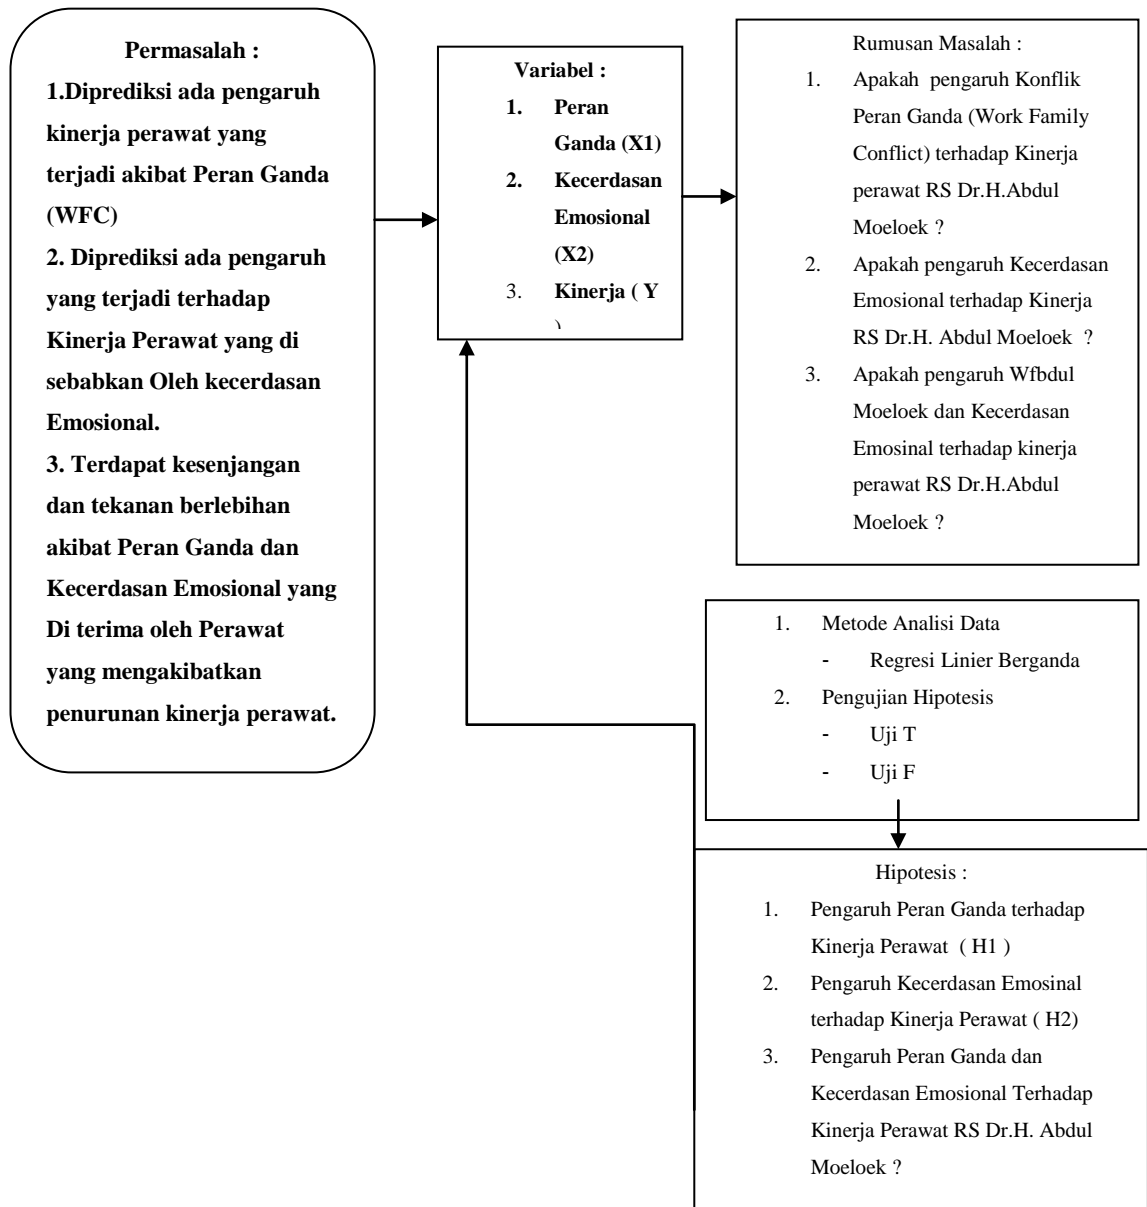 Permasalah :
1.Diprediksi ada pengaruh
kinerja perawat yang
terjadi akibat Peran Ganda
(WFC)
2. Diprediksi ada pengaruh
yang terjadi terhadap
Kinerja Perawat yang di
sebabkan Oleh kecerdasan
Emosional.
3. Terdapat kesenjangan
dan tekanan berlebihan
akibat Peran Ganda dan
Kecerdasan Emosional yang
Di terima oleh Perawat
yang mengakibatkan
penurunan kinerja perawat.
Variabel :
1. Peran
Ganda (X1)
2. Kecerdasan
Emosional
(X2)
3. Kinerja ( Y
)
Rumusan Masalah :
1. Apakah pengaruh Konflik
Peran Ganda (Work Family
Conflict) terhadap Kinerja
perawat RS Dr.H.Abdul
Moeloek ?
2. Apakah pengaruh Kecerdasan
Emosional terhadap Kinerja
RS Dr.H. Abdul Moeloek ?
3. Apakah pengaruh Wfbdul
Moeloek dan Kecerdasan
Emosinal terhadap kinerja
perawat RS Dr.H.Abdul
Moeloek ?
1. Metode Analisi Data
- Regresi Linier Berganda
2. Pengujian Hipotesis
- Uji T
- Uji F
Hipotesis :
1. Pengaruh Peran Ganda terhadap
Kinerja Perawat ( H1 )
2. Pengaruh Kecerdasan Emosinal
terhadap Kinerja Perawat ( H2)
3. Pengaruh Peran Ganda dan
Kecerdasan Emosional Terhadap
Kinerja Perawat RS Dr.H. Abdul
Moeloek ?